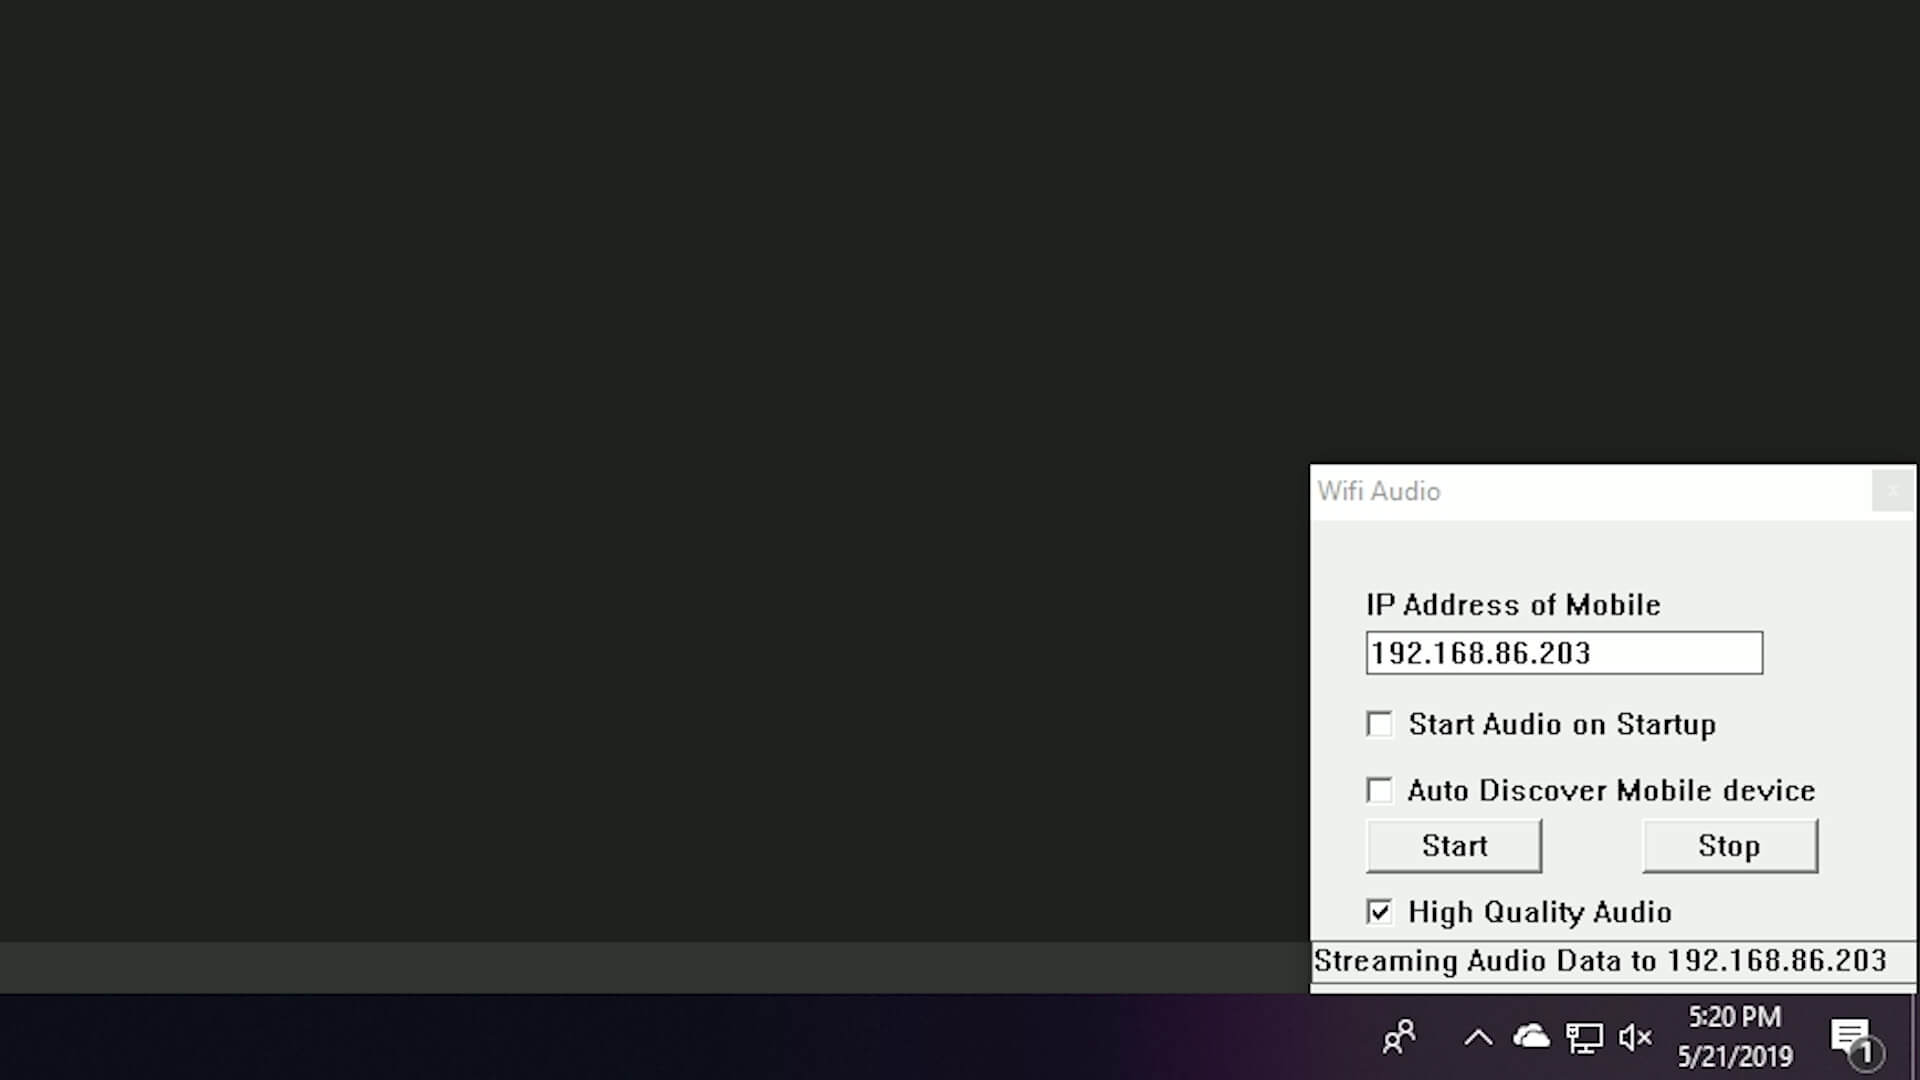 Wifi Audio
IP Address of Mobile
192.168.86.203
Start Audio on Startup
Auto Discover Mobile device
Start
Stop
High Quality Audio
Streaming Audio Data to 192.168.86.203
5:20 PM
5/21/2019
1